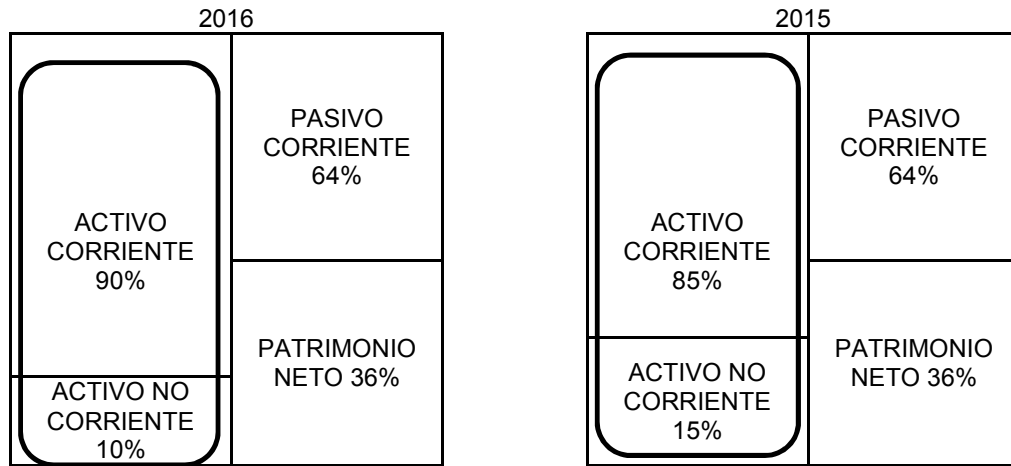 2016
ACTIVO
CORRIENTE
90%
ACTIVO NO
CORRIENTE
10%
PASIVO
CORRIENTE
64%
PATRIMONIO
NETO 36%
2015
ACTIVO
CORRIENTE
85%
ACTIVO NO
CORRIENTE
15%
PASIVO
CORRIENTE
64%
PATRIMONIO
NETO 36%